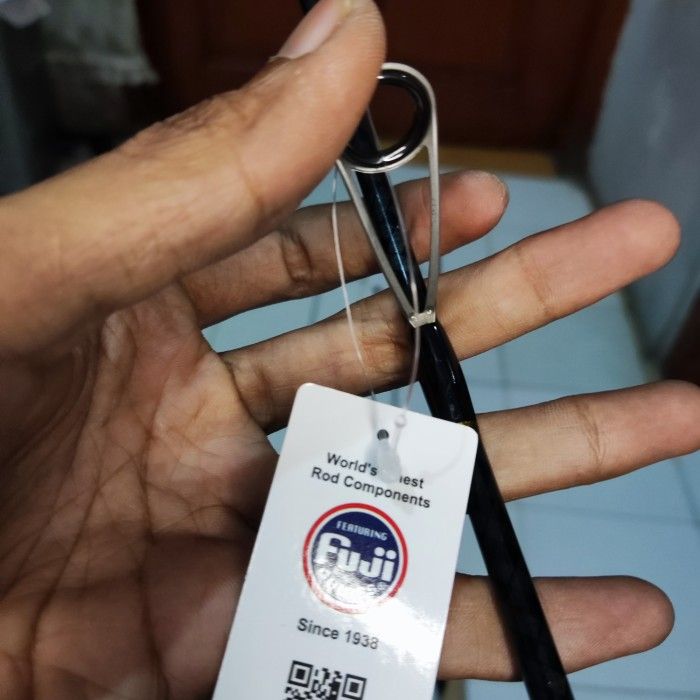 World's
Rod Components
FEATURING
Fuji
Since 1938